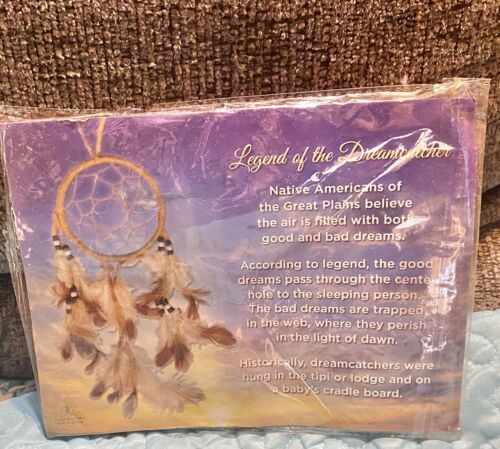 Legend of the Dreamcatcher
Native Americans of
the Great Plains believe
the air is filled with both
good and bad dreams.
According to legend, the good
dreams pass through the center
hole to the sleeping person.
The bad dreams are trapped
in the web, where they perish
in the light of dawn.
Historically, dreamcatchers were
hung in the tipi or lodge and on
a baby's cradle board.